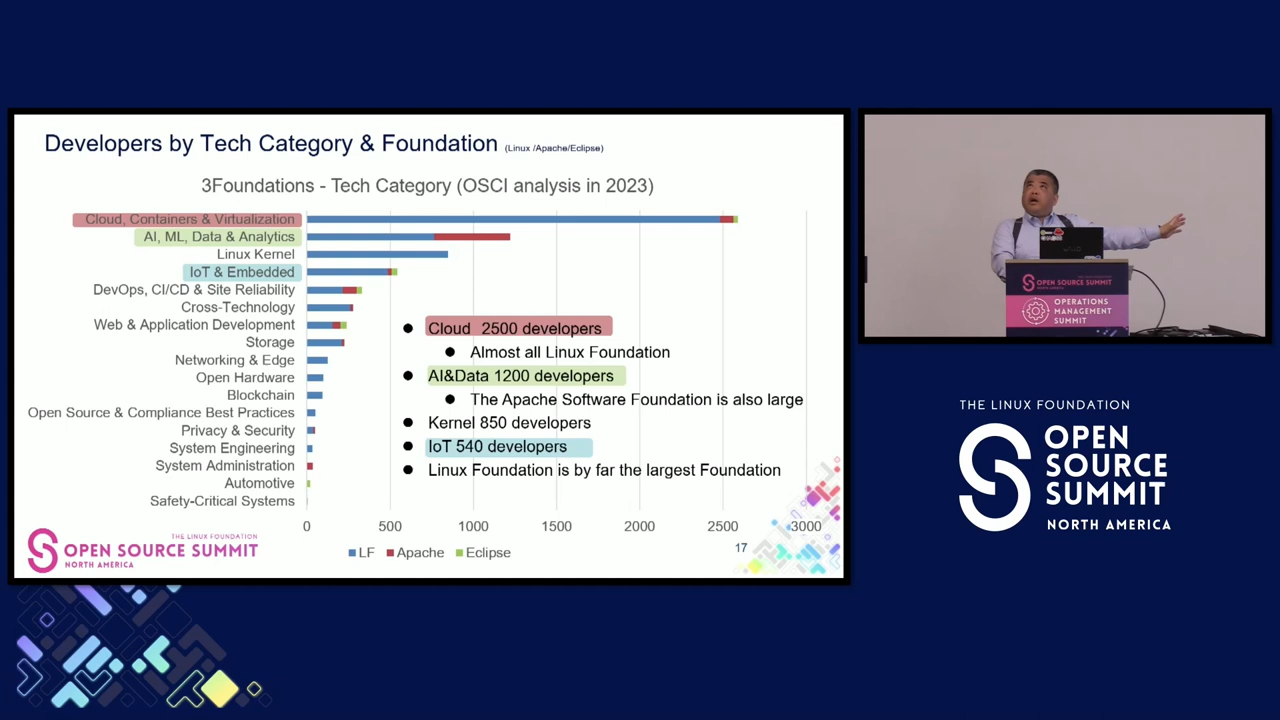 Developers by Tech Category & Foundation (Linux /Apache/Eclipse)
3Foundations - Tech Category (OSCI analysis in 2023)
Cloud, Containers & Virtualization
AI, ML, Data & Analytics
Linux Kernel
IoT & Embedded
DevOps, CI/CD & Site Reliability
Cross-Technology
Web & Application Development
Storage
Networking & Edge
Open Hardware
Blockchain
Open Source & Compliance Best Practices
Privacy & Security
System Engineering
System Administration
Automotive
Safety-Critical Systems
0 500 1000 1500 2000 2500 3000
LF Apache Eclipse
● Cloud 2500 developers
● Almost all Linux Foundation
● AI&Data 1200 developers
● The Apache Software Foundation is also large
● Kernel 850 developers
● IoT 540 developers
● Linux Foundation is by far the largest Foundation
THE LINUX FOUNDATION
OPEN SOURCE SUMMIT
NORTH AMERICA
17
OPEN SOURCE SUMMIT
NORTH AMERICA
OPERATIONS
MANAGEMENT
SUMMIT
THE LINUX FOUNDATION
OPEN
SOURCE
SUMMIT
NORTH AMERICA